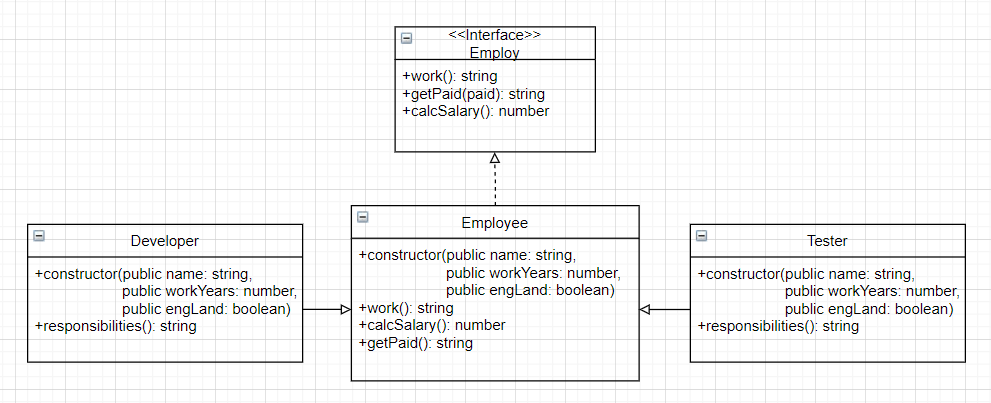 <<Interface>>
Employ
+work(): string
+getPaid(paid): string
+calcSalary(): number
Developer
+constructor(public name: string,
public workYears: number,
public engLand: boolean)
+responsibilities(): string
Employee
+constructor(public name: string,
public workYears: number,
public engLand: boolean)
+work(): string
+calcSalary(): number
+getPaid(): string
Tester
+constructor(public name: string,
public workYears: number,
public engLand: boolean)
+responsibilities(): string